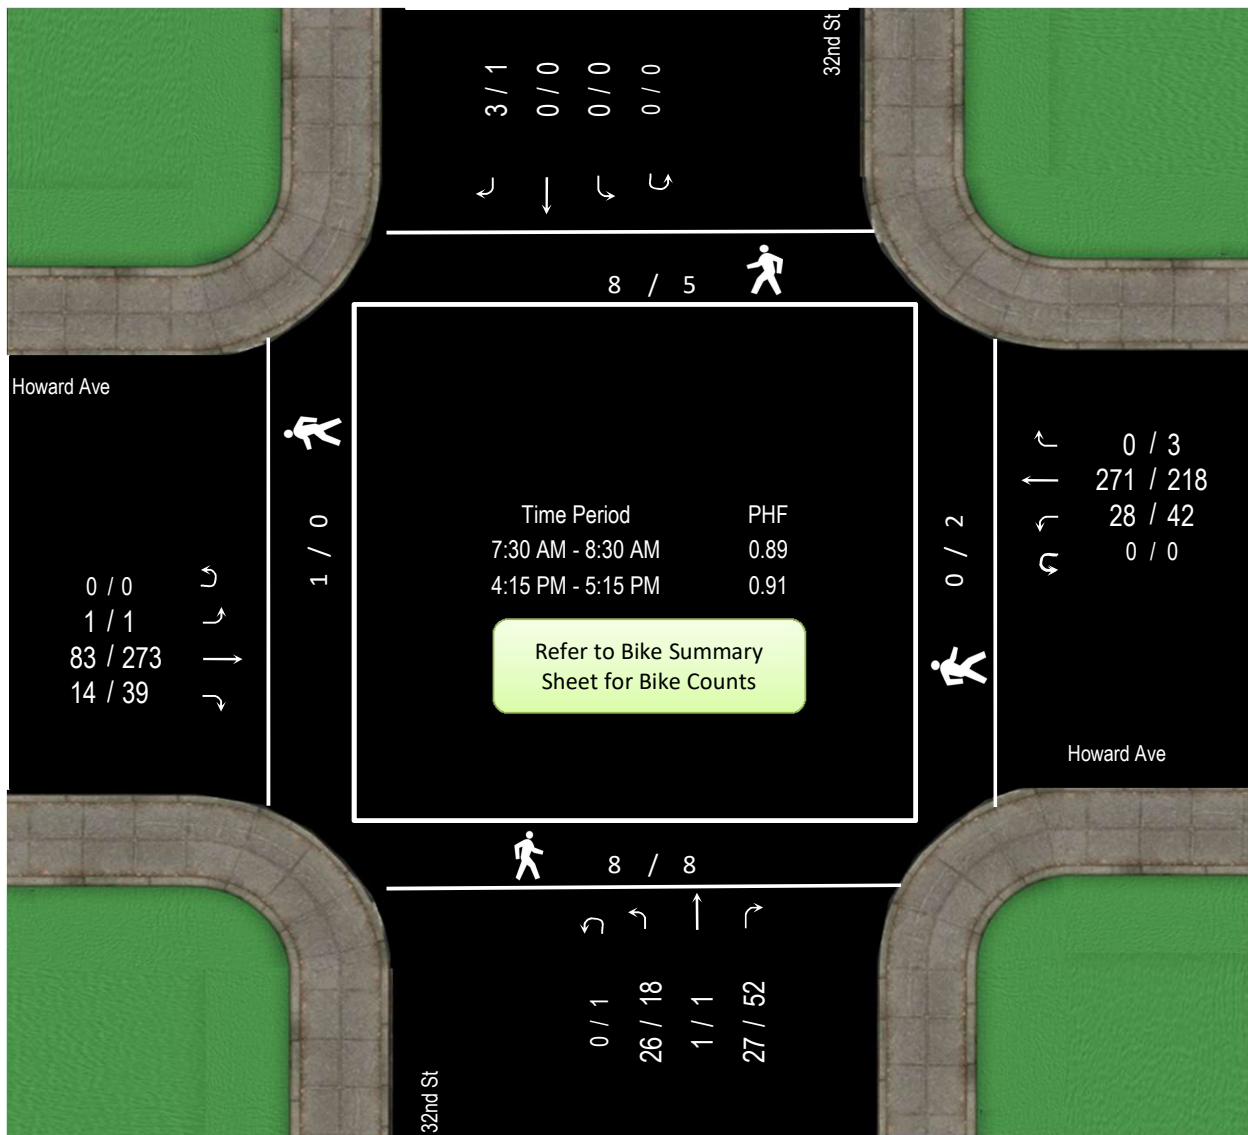 32nd St
3 / 1
0 / 0
0 / 0
0 / 0
8 / 5
Howard Ave
0 / 3
271 / 218
28 / 42
0 / 0
1 / 0
Time Period PHF
7:30 AM - 8:30 AM 0.89
4:15 PM - 5:15 PM 0.91
0 / 2
0 / 0
1 / 1
83 / 273
14 / 39
Refer to Bike Summary
Sheet for Bike Counts
Howard Ave
8 / 8
0 / 1
26 / 18
1 / 1
27 / 52
32nd St